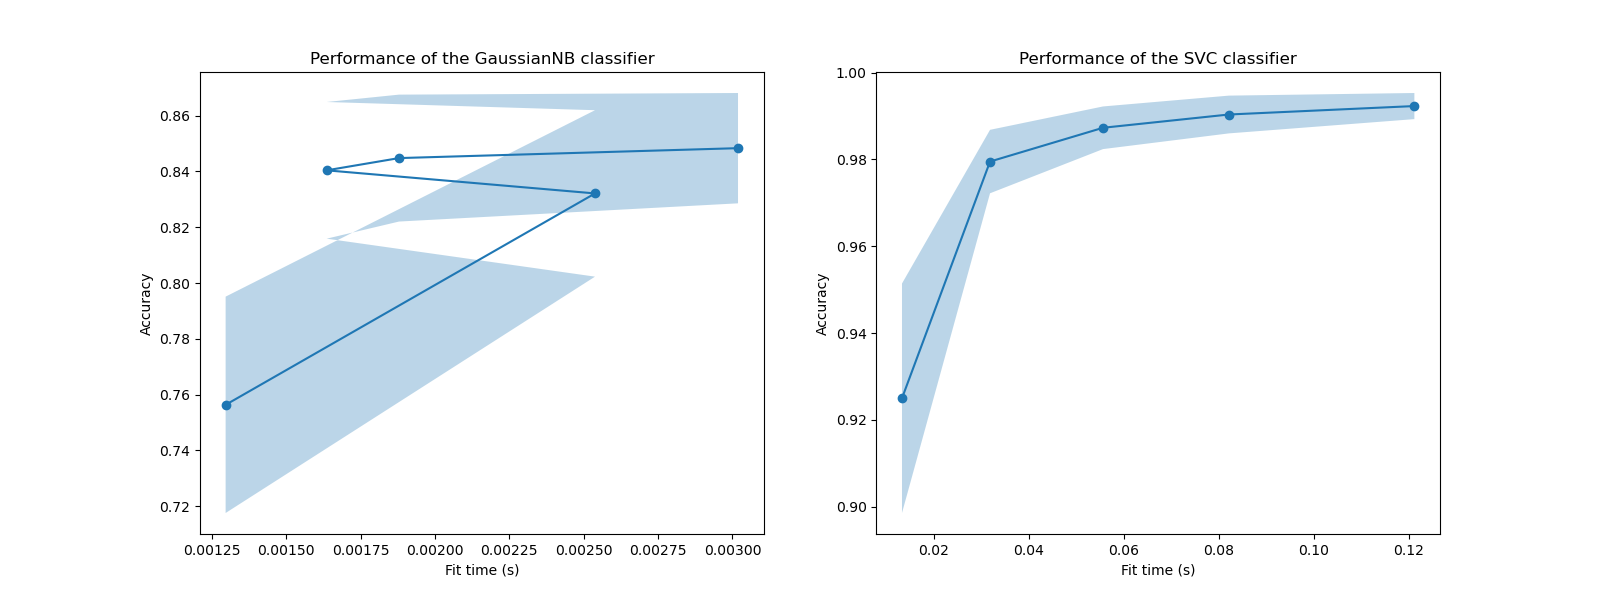 Performance of the GaussianNB classifier
Accuracy
0.86
0.84
0.82
0.80
0.78
0.76
0.74
0.72
0.00125 0.00150 0.00175 0.00200 0.00225 0.00250 0.00275 0.00300
Fit time (s)
Performance of the SVC classifier
Accuracy
1.00
0.98
0.96
0.94
0.92
0.90
0.02 0.04 0.06 0.08 0.10 0.12
Fit time (s)